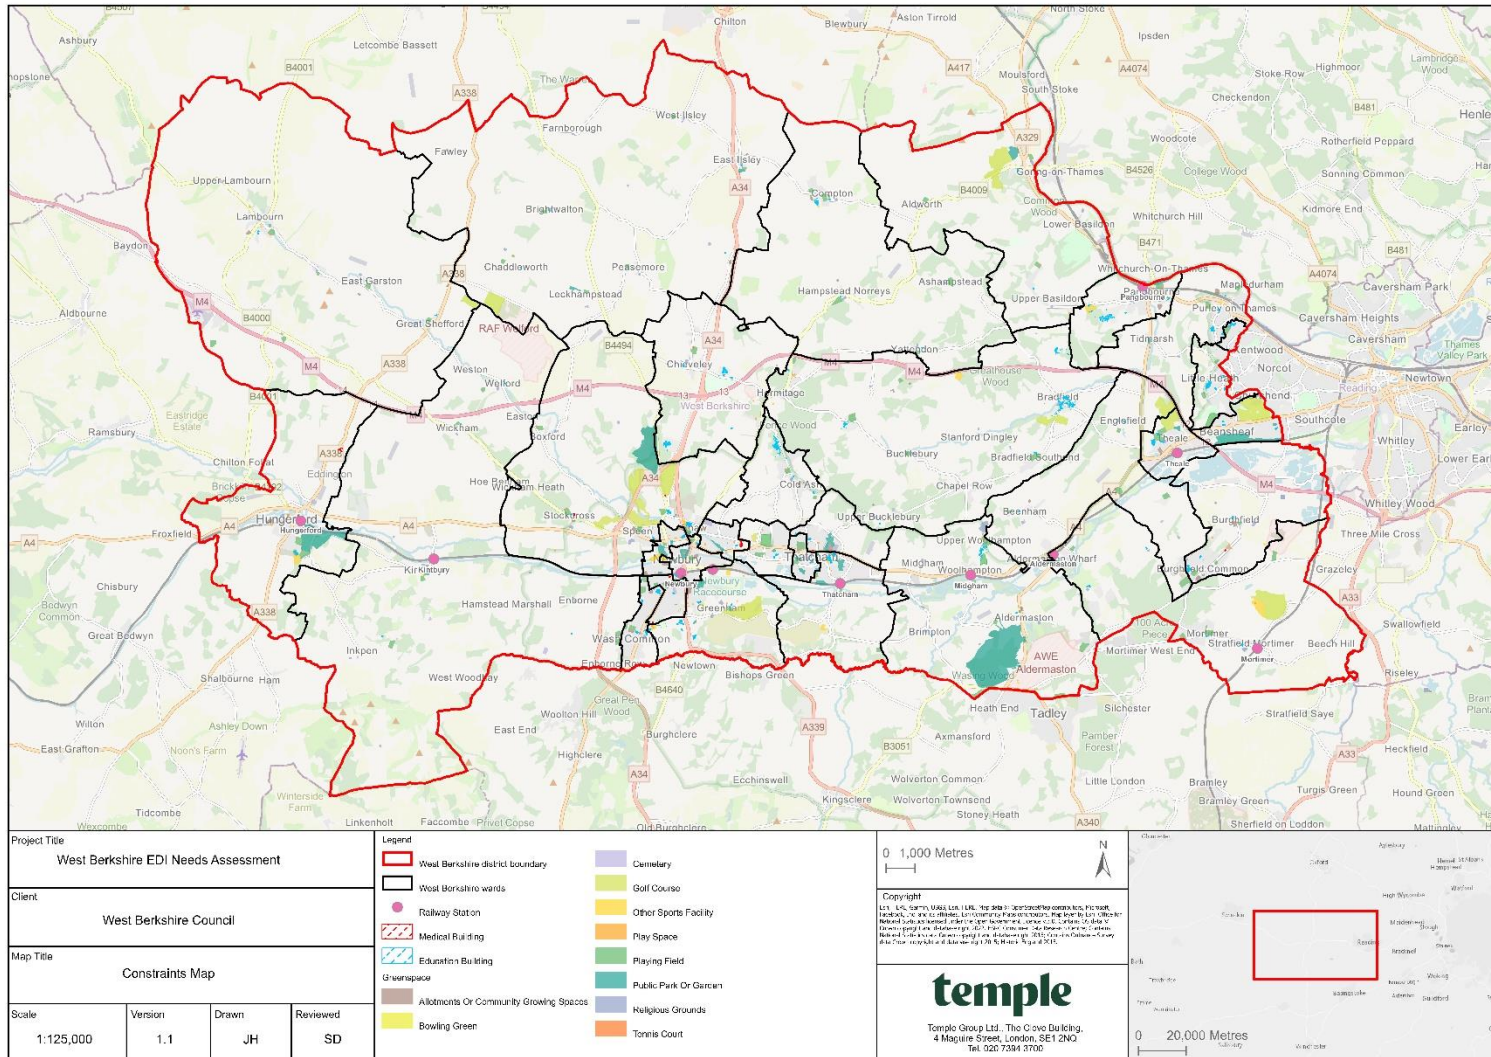 Ashbury
B4507
B4494
Chilton
Blewbury
Aston Tirrold
North Stoke
Ipsden
Letcombe Bassett
B4001
A338
A417
Moulsford
South Stoke
A4074
Highmoor
Stoke Row
Lambridge Wood
Checkendon
B481
Henle
Farnborough
West Ilsley
A329
Woodcote
Rotherfield Peppard
Fawley
East Ilsley
Goring-on-Thames
B4526
College Wood
Sonning Common
Upper Lambourn
A34
Compton
B4009
Lambourn
Brightwalton
Aldworth
Whitchurch Hill
Kidmore End
Lower Basildon
B471
B481
Baydon
Chaddleworth
Peasemore
Whitchurch-On-Thames
A4074
East Garston
A338
Leckhampstead
Hampstead Norreys
Ashampstead
Upper Basildon
Pangbourne
Mapledurham
Caversham Park
M4
Aldbourne
B4000
Great Shefford
RAF Welford
B4494
A34
Purley-on-Thames
Caversham Heights
Caversham
Thames Valley Park
A338
Weston
Welford
Chieveley
Yattendon
Tidmarsh
Kentwood
Norcot
Newtown
M4
M4
M4
Reading
B4001
Hermitage
Little Heath
Wickham
West Berkshire
Bradfield
Englefield
Southcote
Ramsbury
Boxford
Stanford Dingley
Theale
Beansheaf
Whitley
Earley
Chilton Foliat
Eddington
A338
Bucklebury
Bradfield Southend
Theale
M4
A34
Cold Ash
Chapel Row
Whitley Wood
Froxfield
A4
Hungerford
Hungerford
A4
Stockcross
Speen
Upper Bucklebury
Beenham
A4
Burghfield
Three Mile Cross
A4
Kintbury
Newbury
Thatcham
Midgham
Woolhampton
Upper Woolhampton
Aldermaston Wharf
Aldermaston
Burghfield Common
Grazeley
Chisbury
Newbury
Newbury Racecourse
Thatcham
Midgham
A33
Hamstead Marshall
Enborne
Greenham
A338
Great Bedwyn
Brimpton
Aldermaston
Mortimer
Stratfield Mortimer
Beech Hill
Swallowfield
Inkpen
Wash Common
Mortimer West End
Mortimer
Shalbourne
Ham
West Woodhay
Enborne Row
Newtown
Bishops Green
Wasing Wood
AWE Aldermaston
Riseley
B4640
Wilton
Ashley Down
East End
Woolton Hill
Great Pen Wood
A339
Heath End
Tadley
Silchester
Stratfield Saye
East Grafton
Noon's Farm
Highclere
Burghclere
B3051
Axmansford
Pamber Forest
A33
Heckfield
A34
Ecchinswell
Wolverton Common
Little London
Bramley
Turgis Green
Tidcombe
Kingsclere
Wolverton Townsend
Bramley Green
Hound Green
Linkenholt
Faccombe
Privet Copse
Old Burghclere
Stoney Heath
A340
Sherfield on Loddon
Mattingley
Project Title
West Berkshire EDI Needs Assessment
Client
West Berkshire Council
Map Title
Constraints Map
Scale
1:125,000
Version
1.1
Drawn
JH
Reviewed
SD
Legend
West Berkshire district boundary
West Berkshire wards
Railway Station
Medical Building
Education Building
Greenspace
Allotments Or Community Growing Spaces
Bowling Green
Cemetery
Golf Course
Other Sports Facility
Play Space
Playing Field
Public Park Or Garden
Religious Grounds
Tennis Court
0 1,000 Metres
N
Copyright
temple
Temple Group Ltd., The Clove Building,
4 Maguire Street, London, SE1 2NQ
Tel. 020 7394 3700
0 20,000 Metres